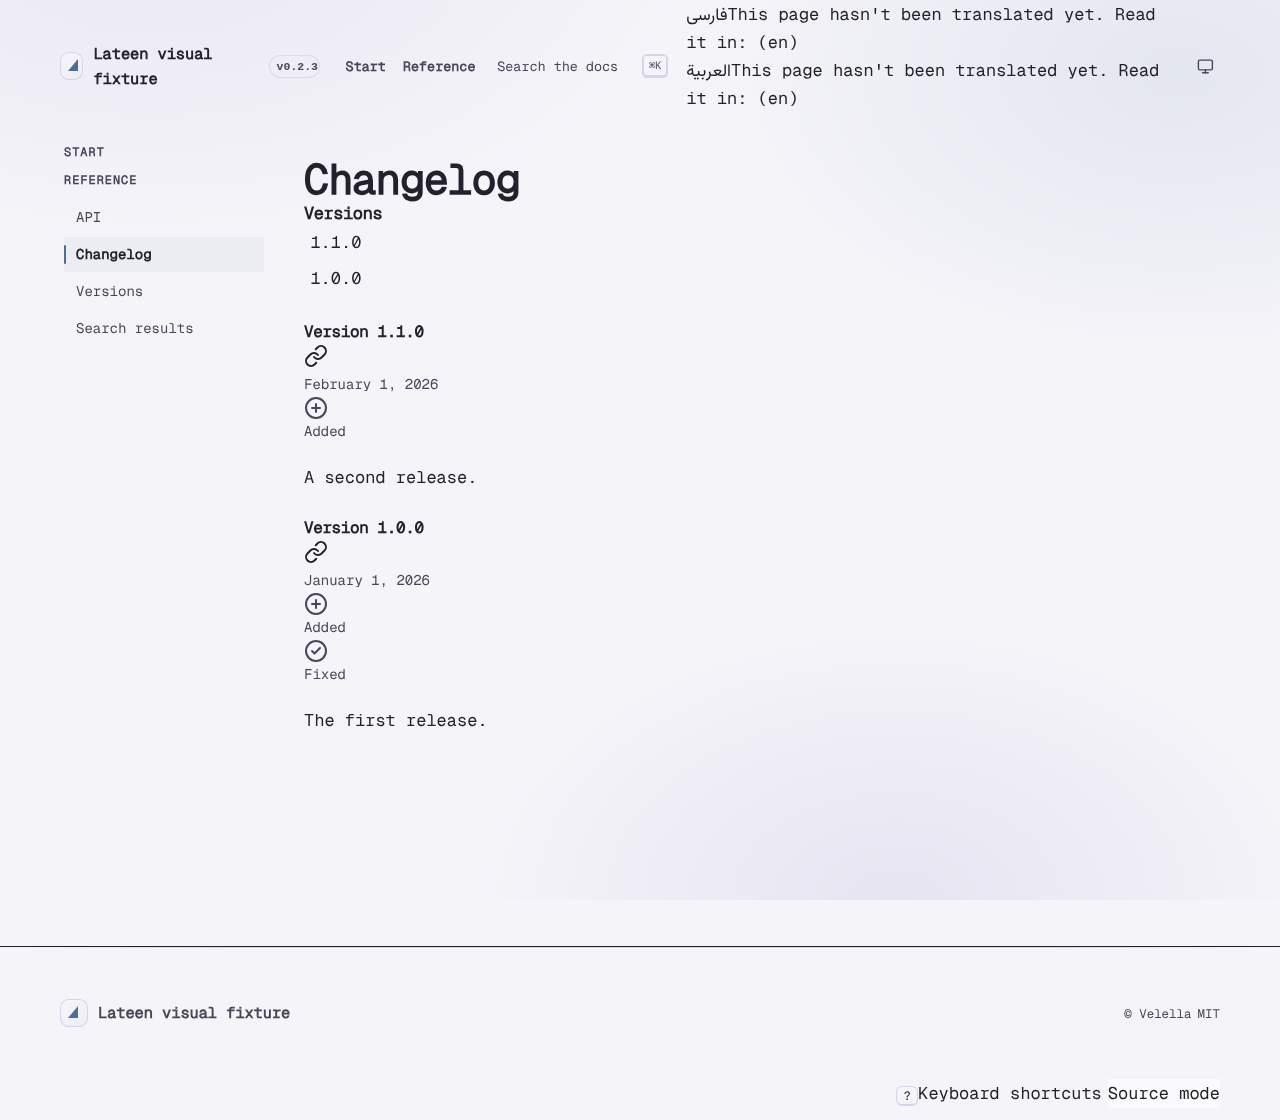 Lateen visual
fixture
v0.2.3
Start
Reference
Search the docs
⌘K
فارسیThis page hasn't been translated yet. Read
it in: (en)
العربيةThis page hasn't been translated yet. Read
it in: (en)
START
REFERENCE
API
Changelog
Versions
Search results
Changelog
Versions
1.1.0
1.0.0
Version 1.1.0
February 1, 2026
Added
A second release.
Version 1.0.0
January 1, 2026
Added
Fixed
The first release.
Lateen visual fixture
© Velella MIT
? Keyboard shortcuts Source mode